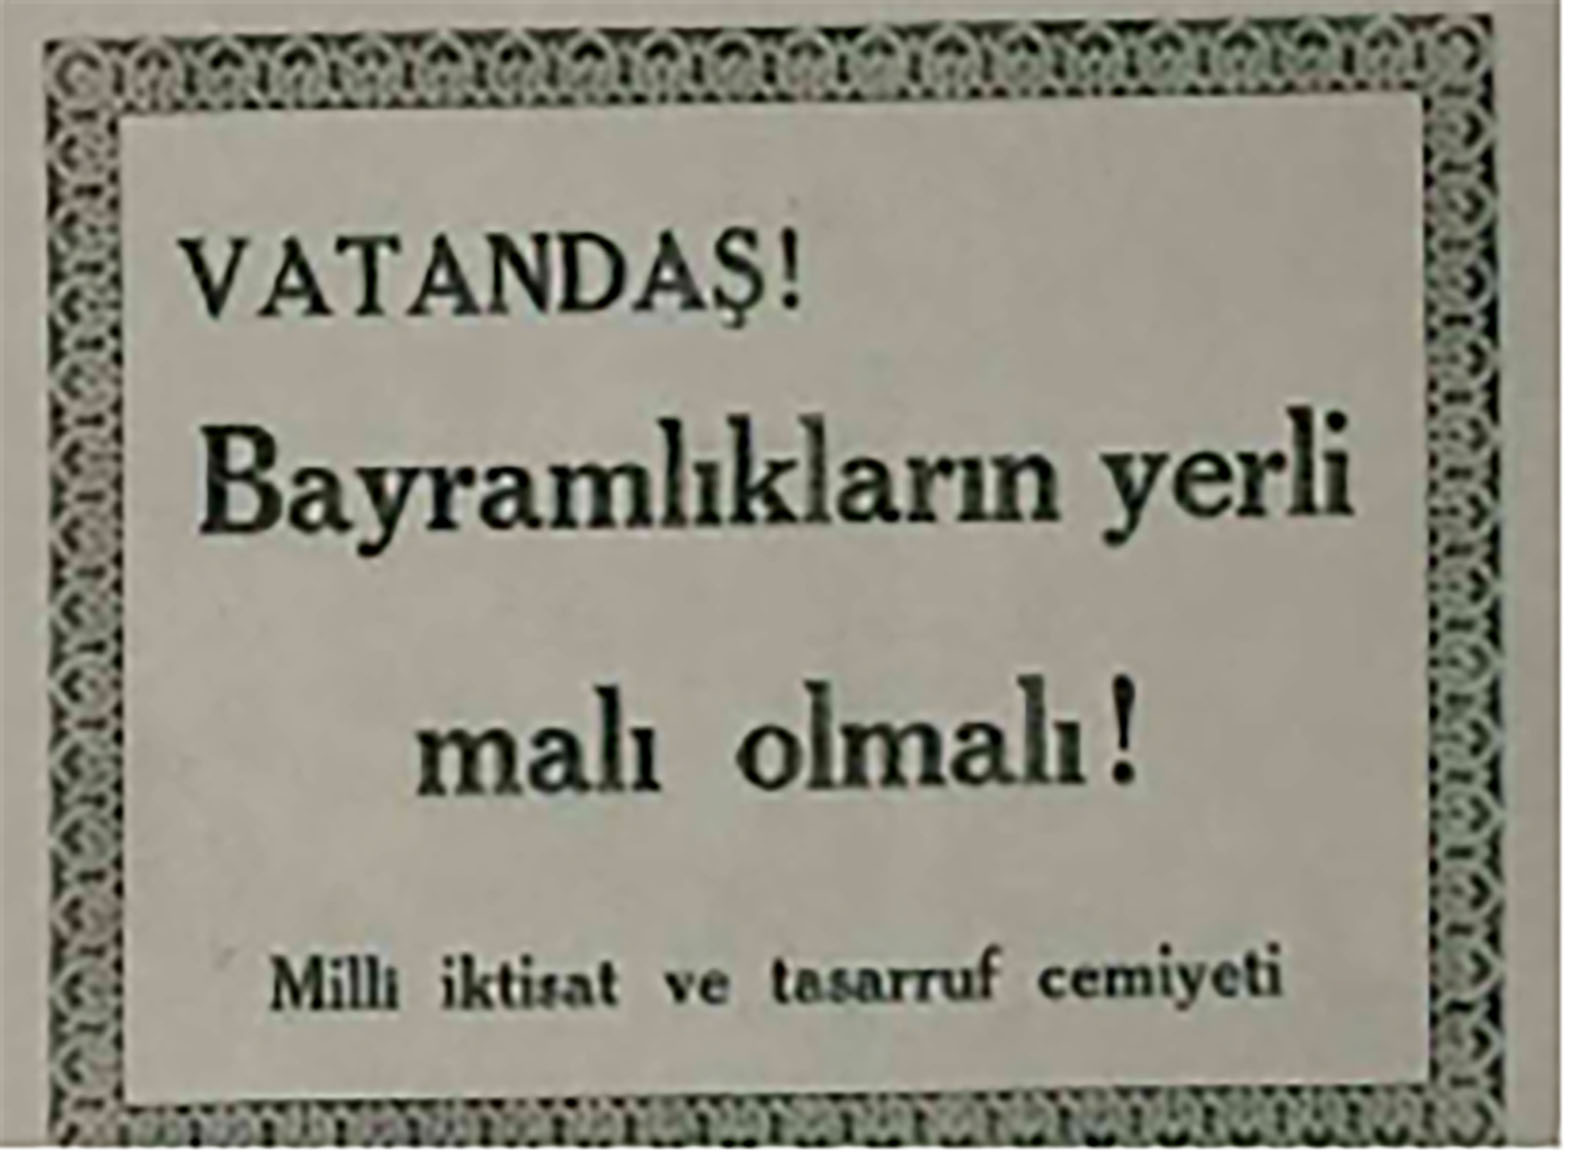 VATANDAŞ!
Bayramlıkların yerli
malı olmalı!
Milli iktisat ve tasarruf cemiyeti